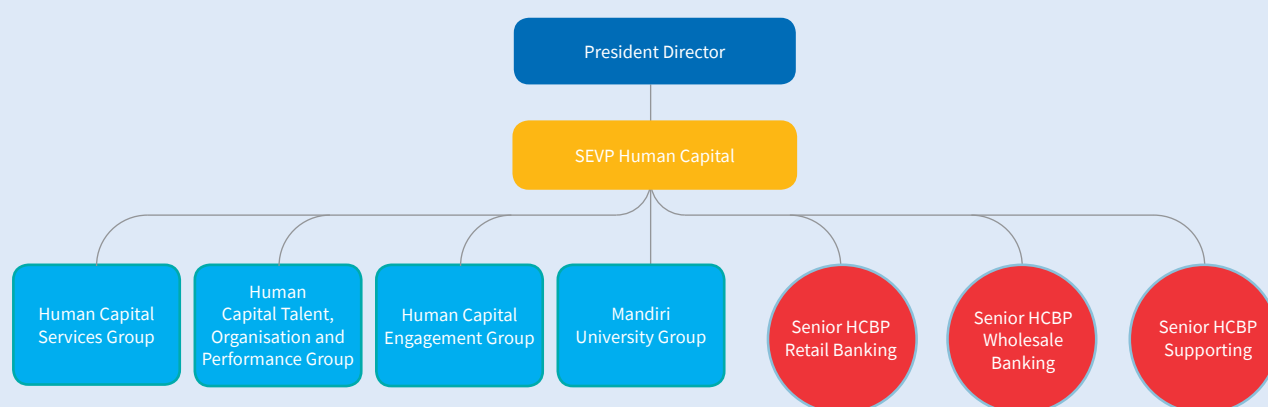 President Director
SEVP Human Capital
Human Capital
Services Group
Human
Capital Talent,
Organisation and
Performance Group
Human Capital
Engagement Group
Mandiri
University Group
Senior HCBP
Retail Banking
Senior HCBP
Wholesale
Banking
Senior HCBP
Supporting